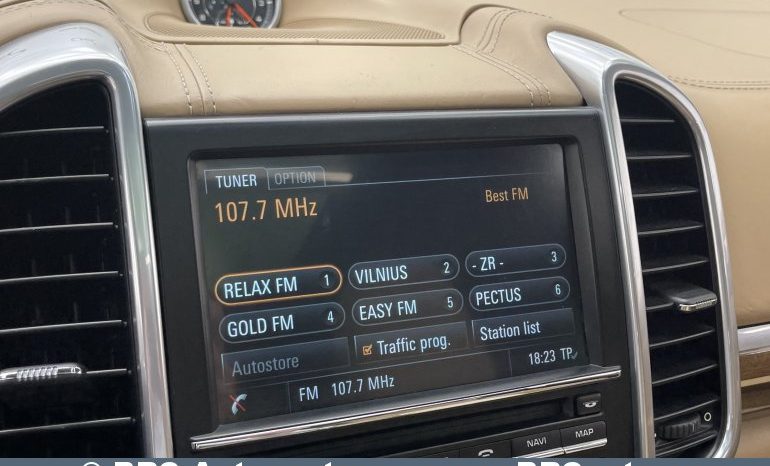 TUNER OPTION
107.7 MHz Best FM
RELAX FM 1 VILNIUS 2 - ZR - 3
GOLD FM 4 EASY FM 5 PECTUS 6
Autostore Traffic prog. Station list
FM 107.7 MHz 18:23 TP
NAVI MAP